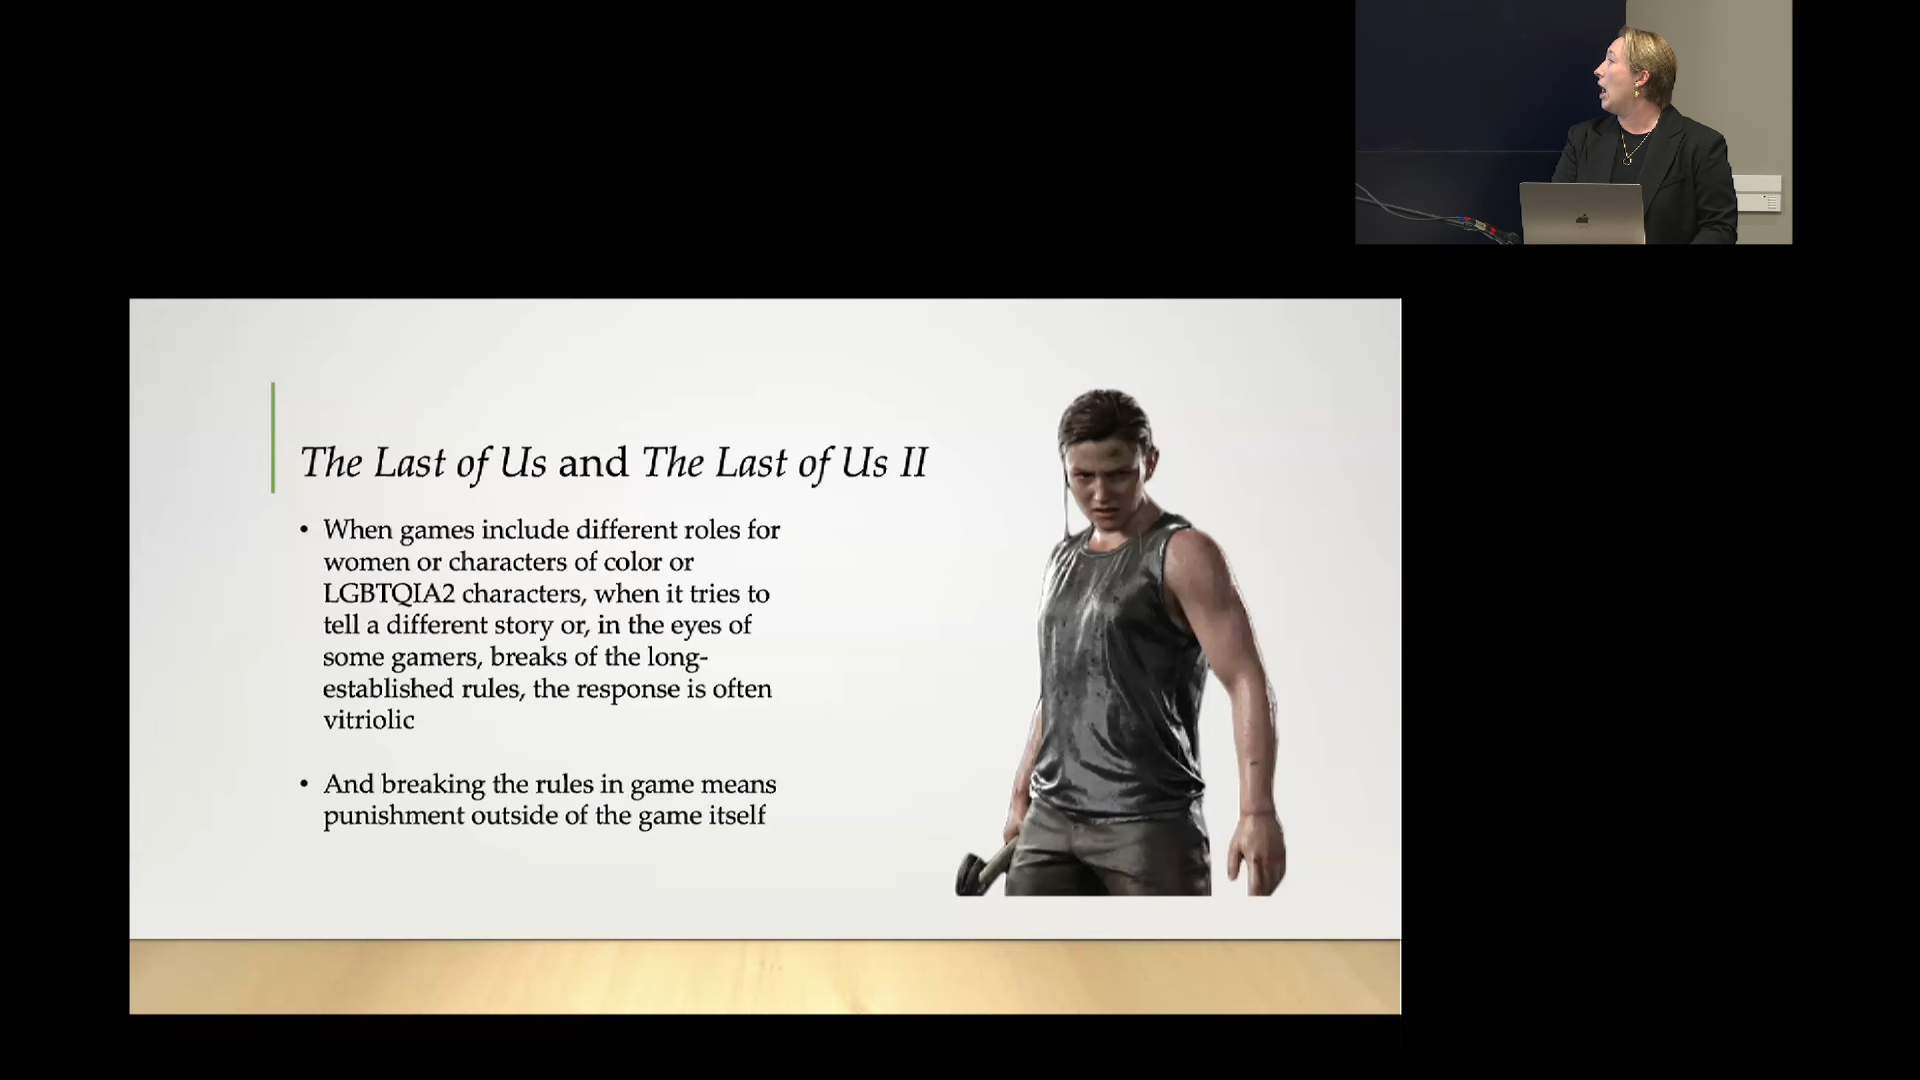 The Last of Us and The Last of Us II
• When games include different roles for
women or characters of color or
LGBTQIA2 characters, when it tries to
tell a different story or, in the eyes of
some gamers, breaks of the long-
established rules, the response is often
vitriolic
• And breaking the rules in game means
punishment outside of the game itself